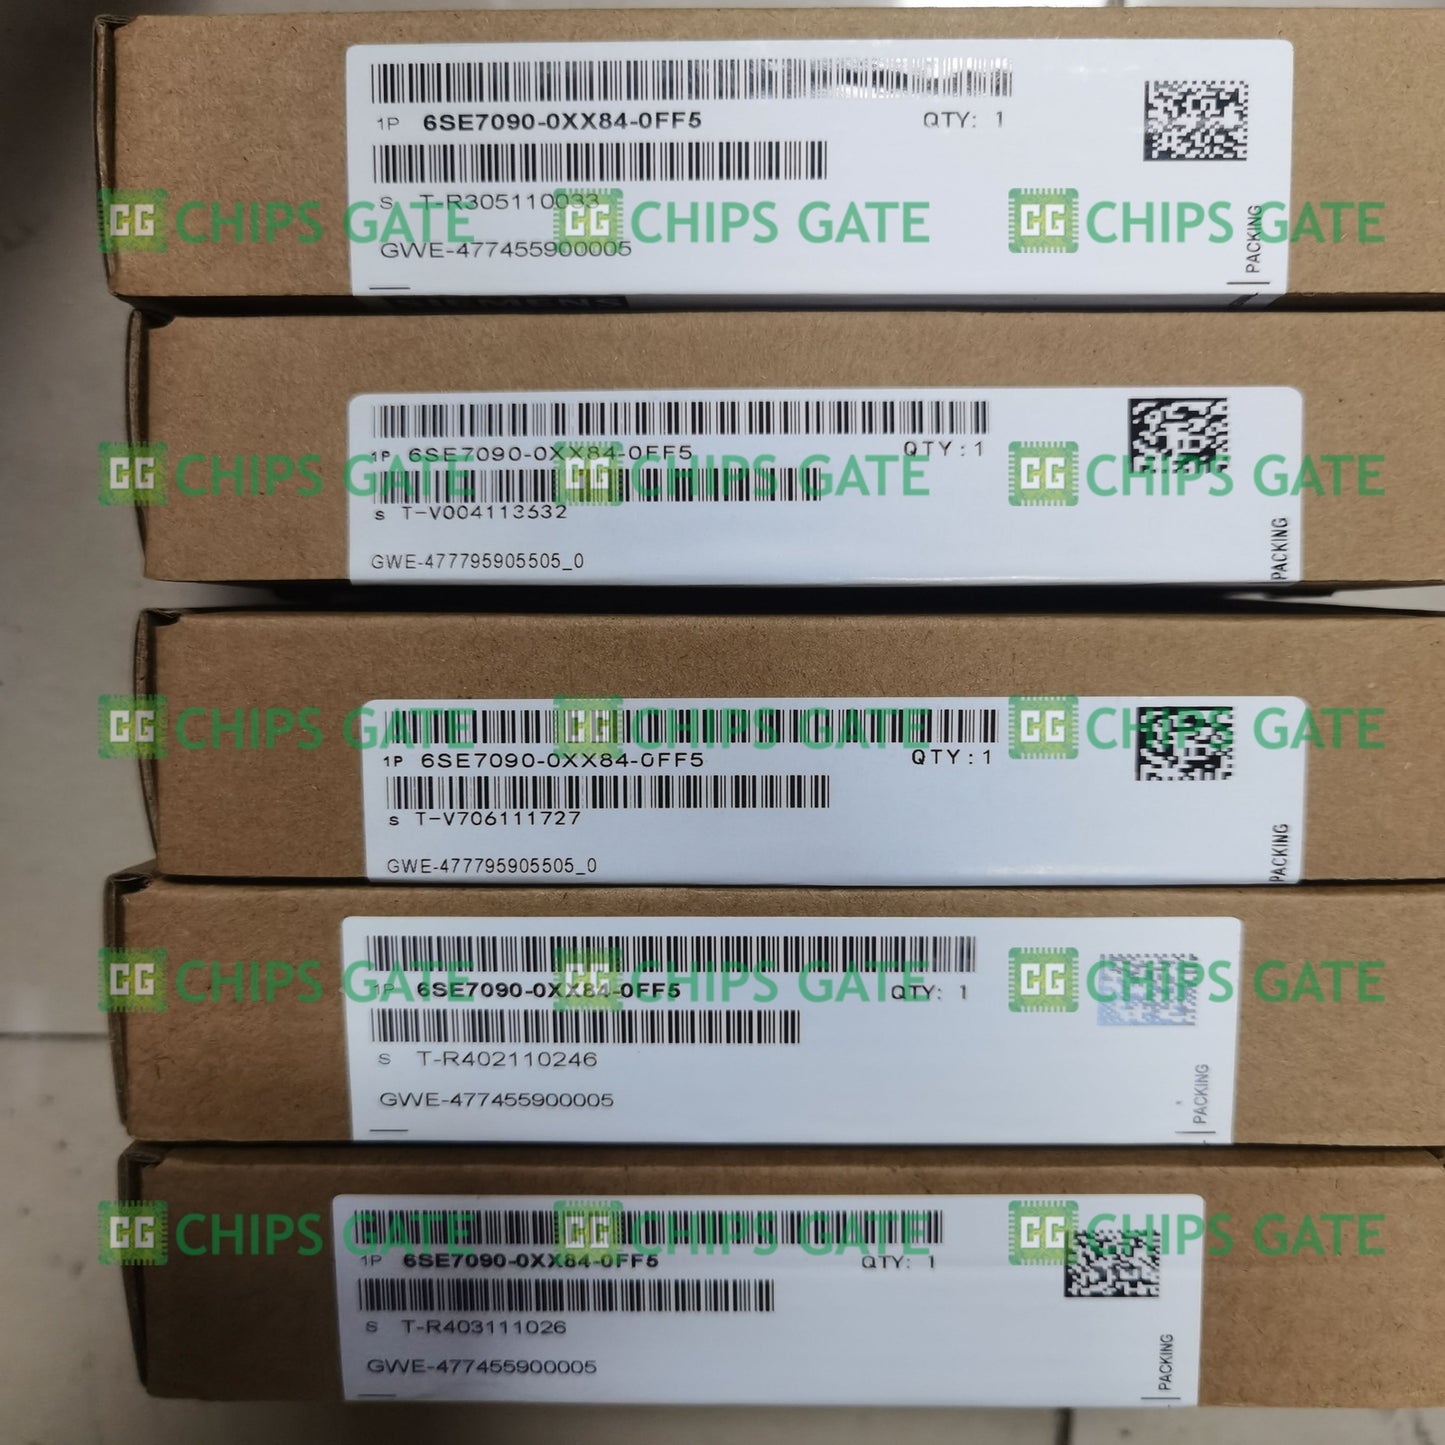 1P 6SE7090-0XX84-0FF5 QTY: 1
S T-R305110033
GWE-477455900005
PACKING
SIEMENS
1P 6SE7090-0XX84-0FF5 QTY:1
S T-V004113632
GWE-477795905505_0
PACKING
1P 6SE7090-0XX84-0FF5 QTY:1
S T-V706111727
GWE-477795905505_0
PACKING
1P 6SE7090-0XX84-0FF5 QTY: 1
S T-R402110246
GWE-477455900005
PACKING
1P 6SE7090-0XX84-0FF5 QTY: 1
S T-R403111026
GWE-477455900005
PACKING
CG CHIPS GATE CG CHIPS GATE CG CHIPS GATE
CG CHIPS GATE CG CHIPS GATE CG CHIPS GATE
CG CHIPS GATE CG CHIPS GATE CG CHIPS GATE
CG CHIPS GATE CG CHIPS GATE CG CHIPS GATE
CG CHIPS GATE CG CHIPS GATE CG CHIPS GATE